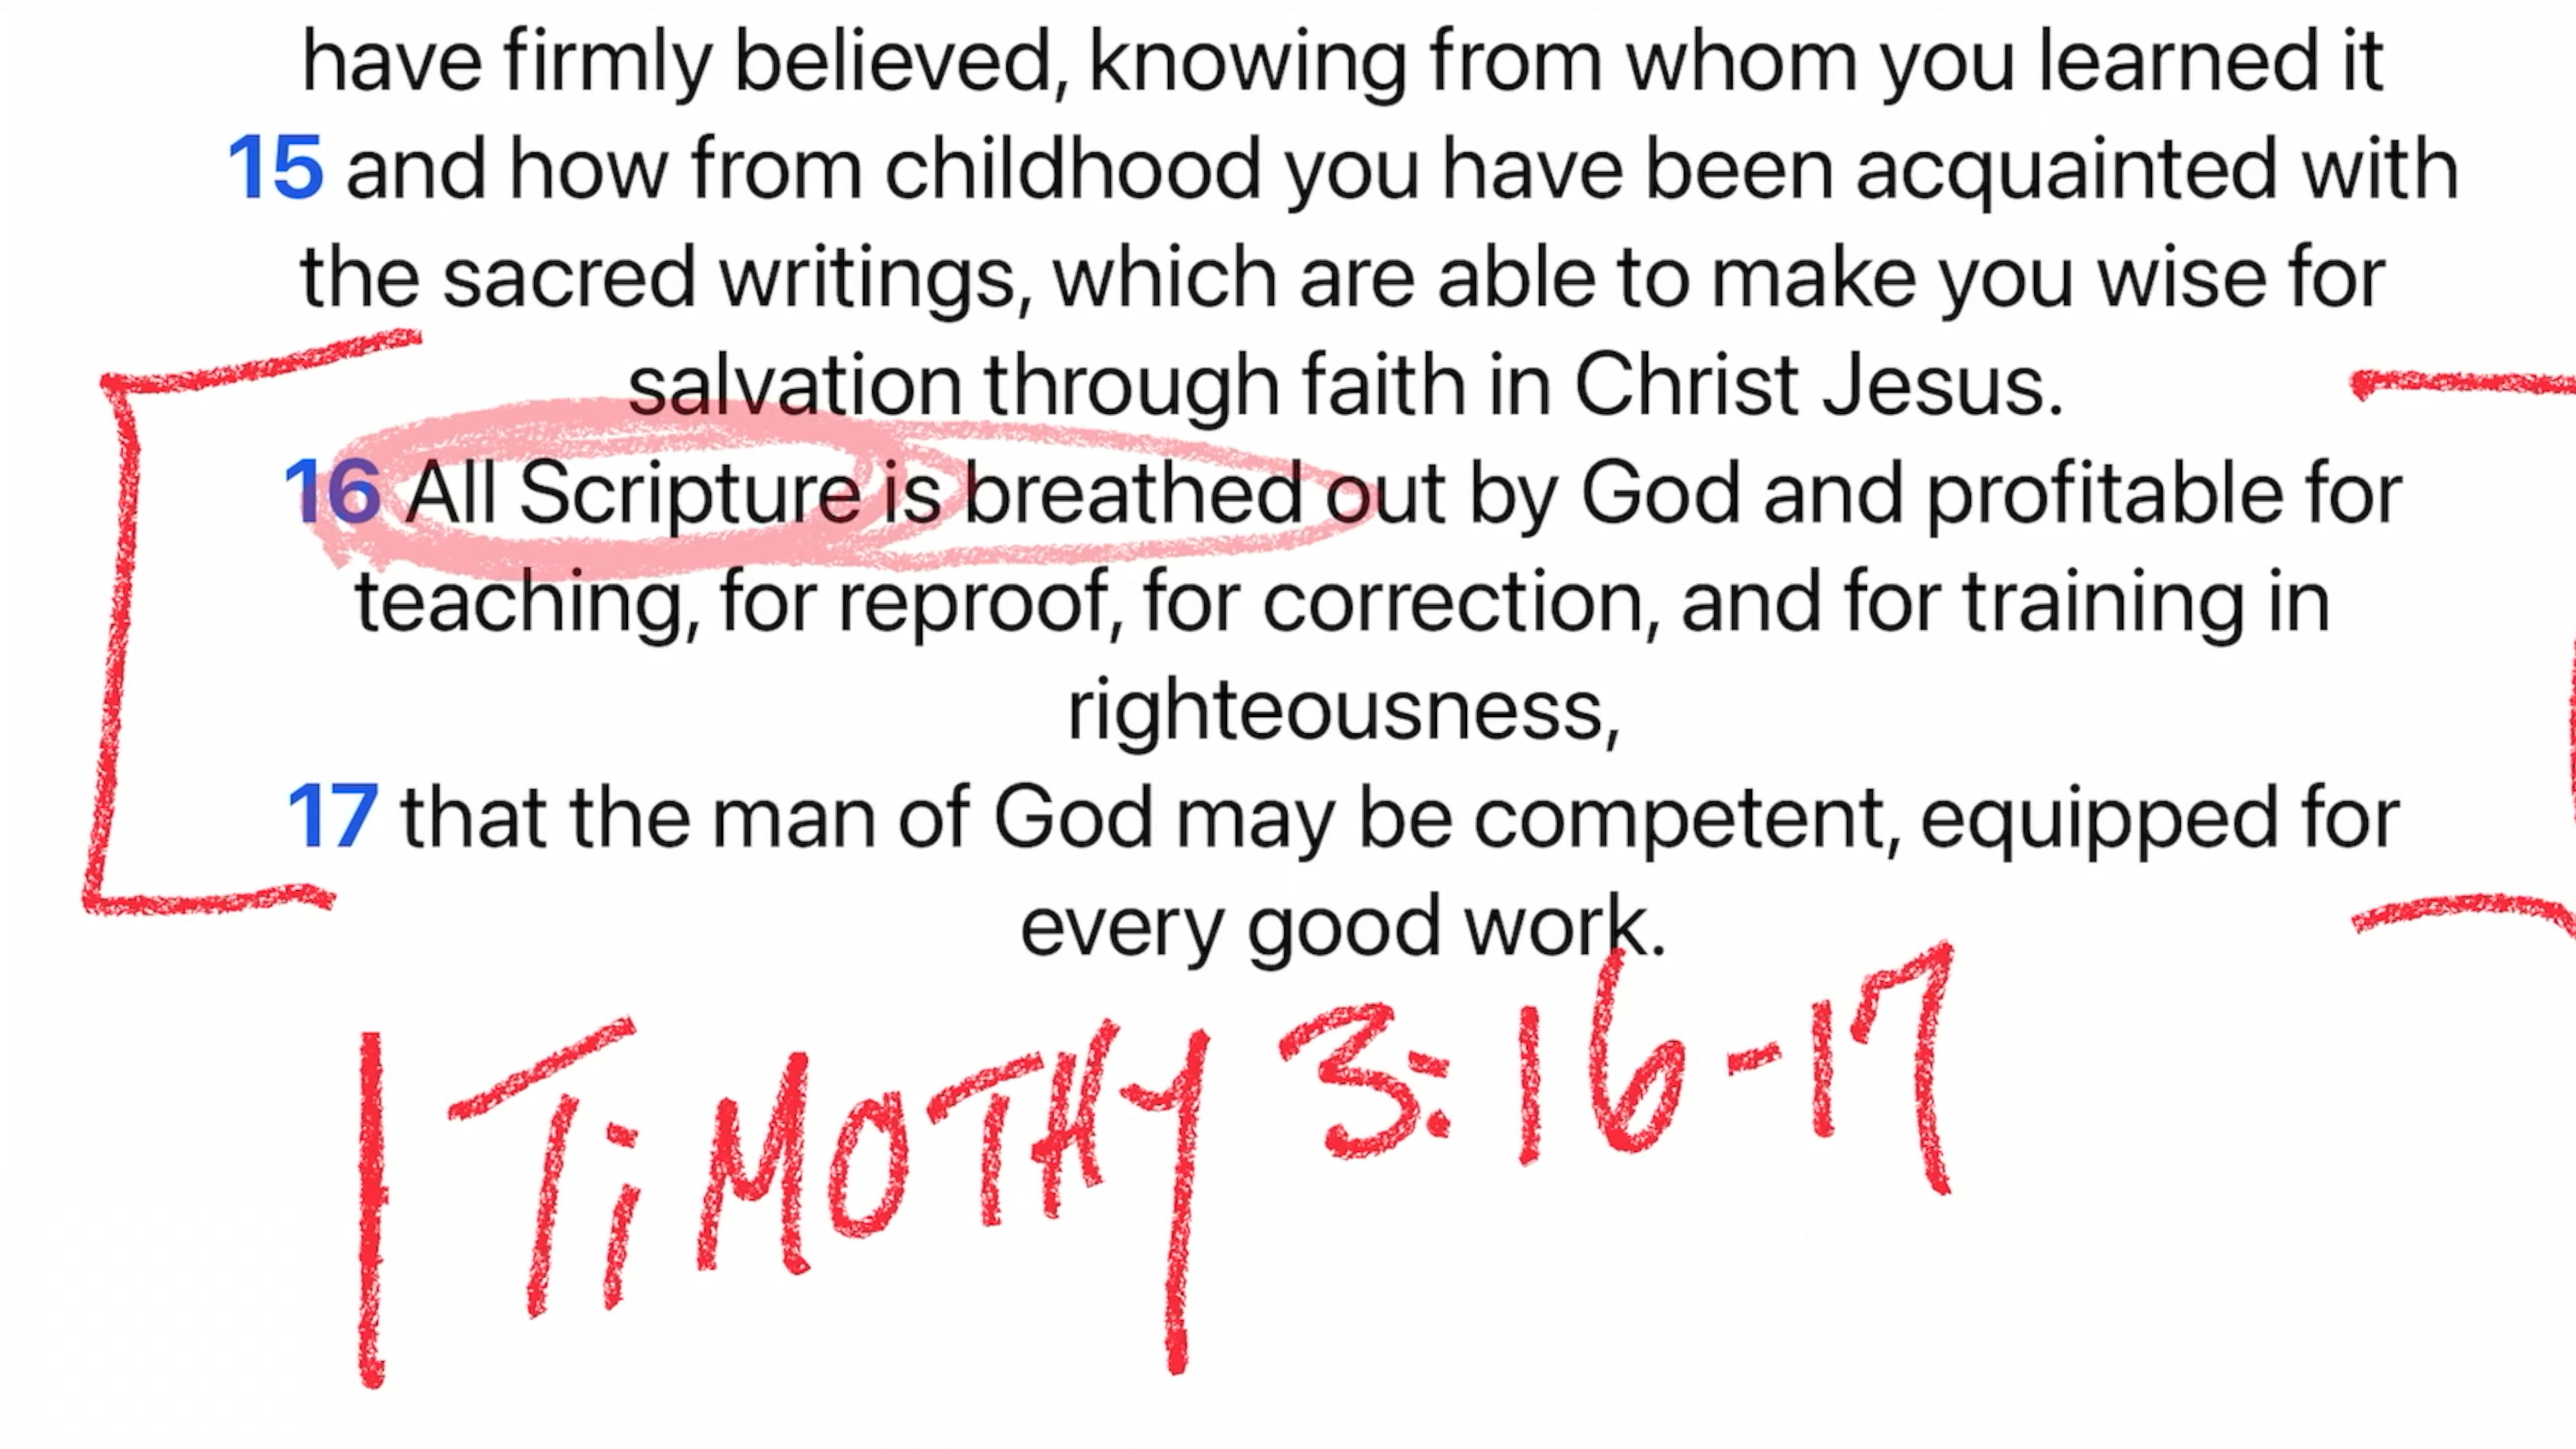 have firmly believed, knowing from whom you learned it
15 and how from childhood you have been acquainted with
the sacred writings, which are able to make you wise for
salvation through faith in Christ Jesus.
16 All Scripture is breathed out by God and profitable for
teaching, for reproof, for correction, and for training in
righteousness,
17 that the man of God may be competent, equipped for
every good work.
1 TiMOTHY 3:16-17